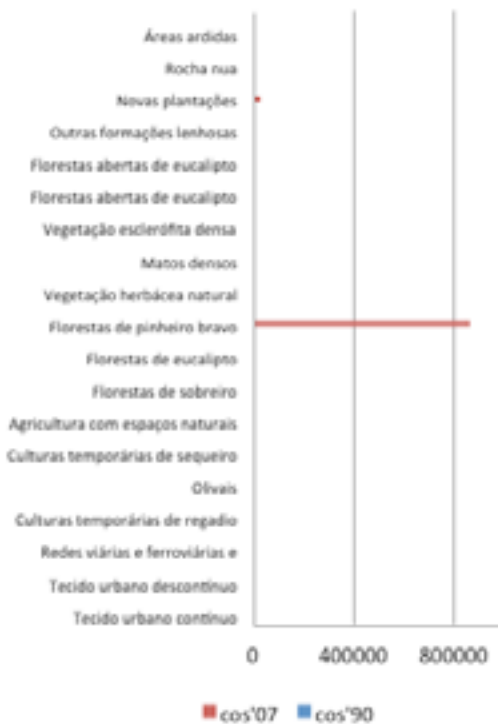 Áreas ardidas
Rocha nua
Novas plantações
Outras formações lenhosas
Florestas abertas de eucalipto
Florestas abertas de eucalipto
Vegetação esclerófita densa
Matos densos
Vegetação herbácea natural
Florestas de pinheiro bravo
Florestas de eucalipto
Florestas de sobreiro
Agricultura com espaços naturais
Culturas temporárias de sequeiro
Olivais
Culturas temporárias de regadio
Redes viárias e ferroviárias e
Tecido urbano descontínuo
Tecido urbano contínuo
0 400000 800000
cos'07 cos'90